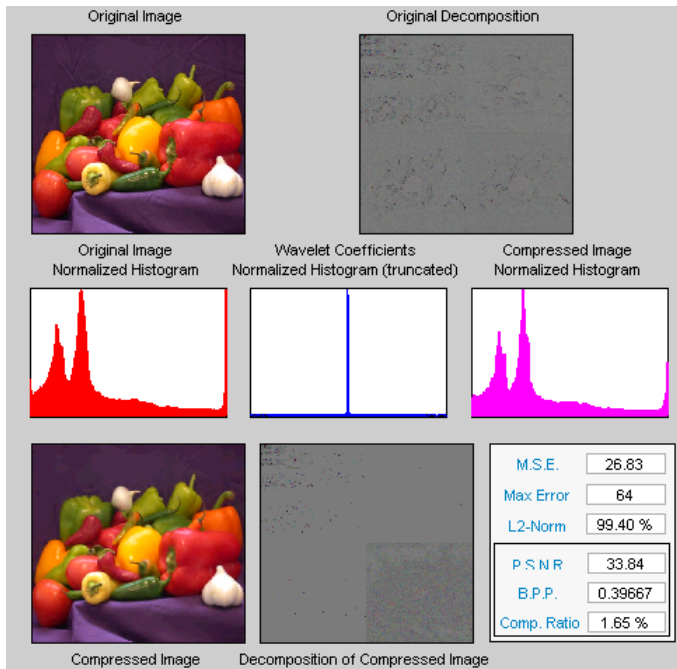 Original Image
Original Decomposition
Original Image
Normalized Histogram
Wavelet Coefficients
Normalized Histogram (truncated)
Compressed Image
Normalized Histogram
M.S.E. 26.83
Max Error 64
L2-Norm 99.40 %
P.S.N.R. 33.84
B.P.P. 0.39667
Comp. Ratio 1.65 %
Compressed Image
Decomposition of Compressed Image